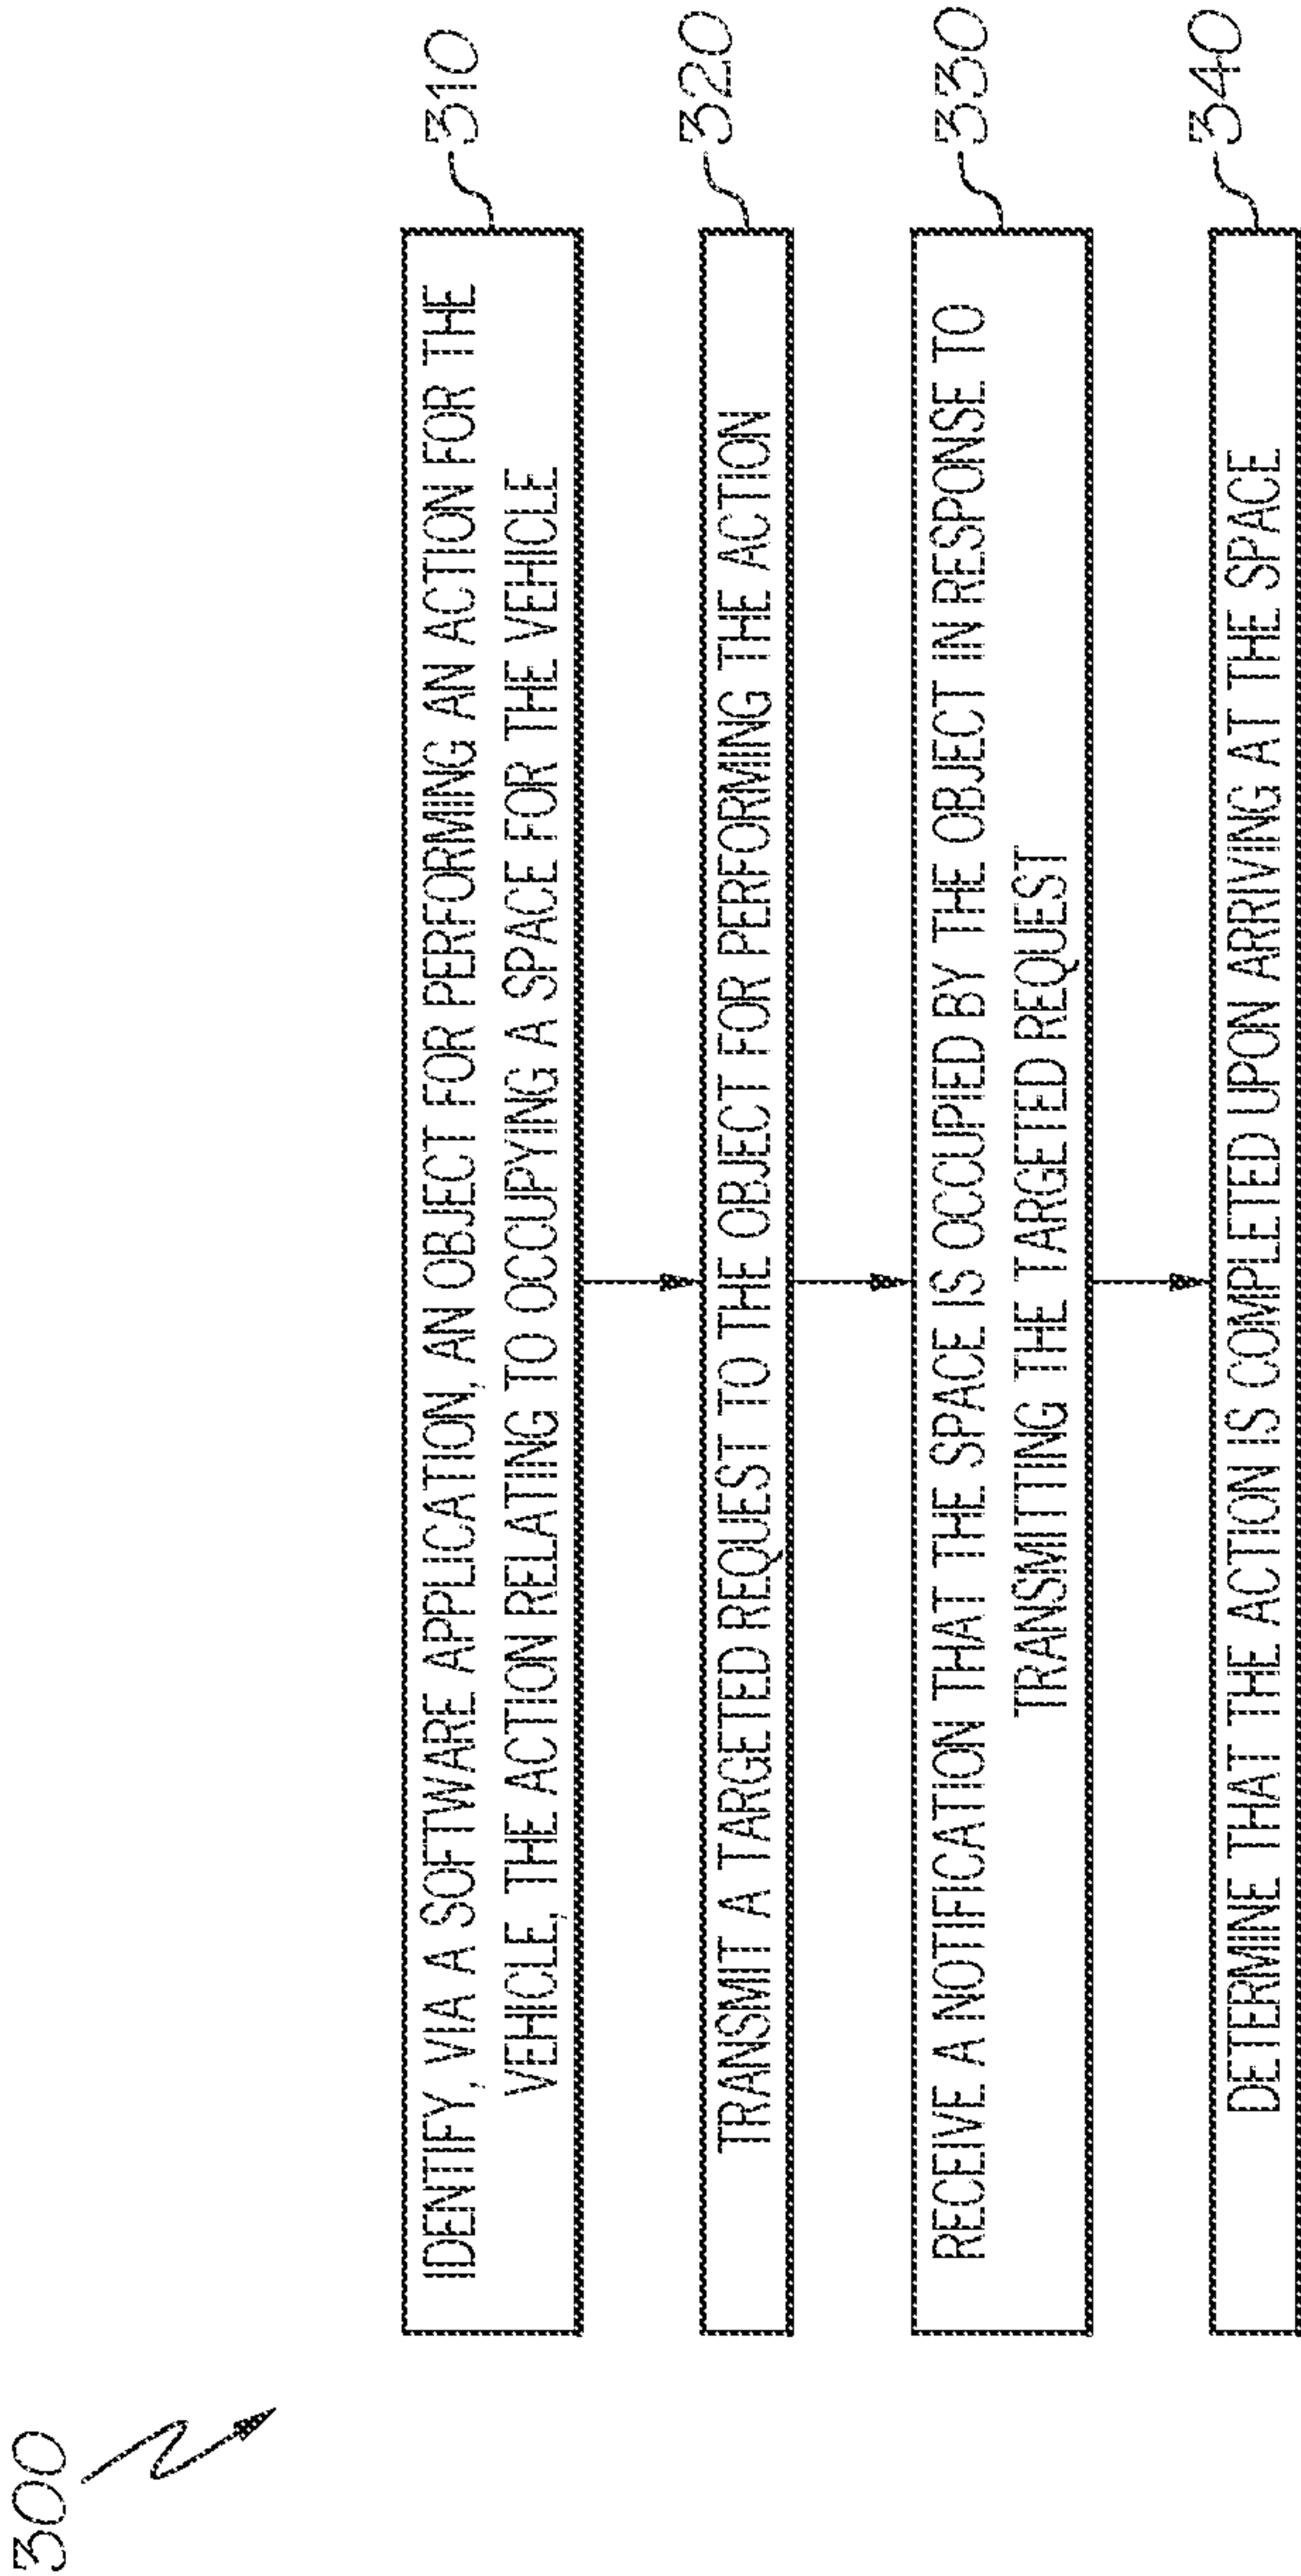 300
IDENTIFY, VIA A SOFTWARE APPLICATION, AN OBJECT FOR PERFORMING AN ACTION FOR THE
VEHICLE, THE ACTION RELATING TO OCCUPYING A SPACE FOR THE VEHICLE
310
TRANSMIT A TARGETED REQUEST TO THE OBJECT FOR PERFORMING THE ACTION
320
RECEIVE A NOTIFICATION THAT THE SPACE IS OCCUPIED BY THE OBJECT IN RESPONSE TO
TRANSMITTING THE TARGETED REQUEST
330
DETERMINE THAT THE ACTION IS COMPLETED UPON ARRIVING AT THE SPACE
340